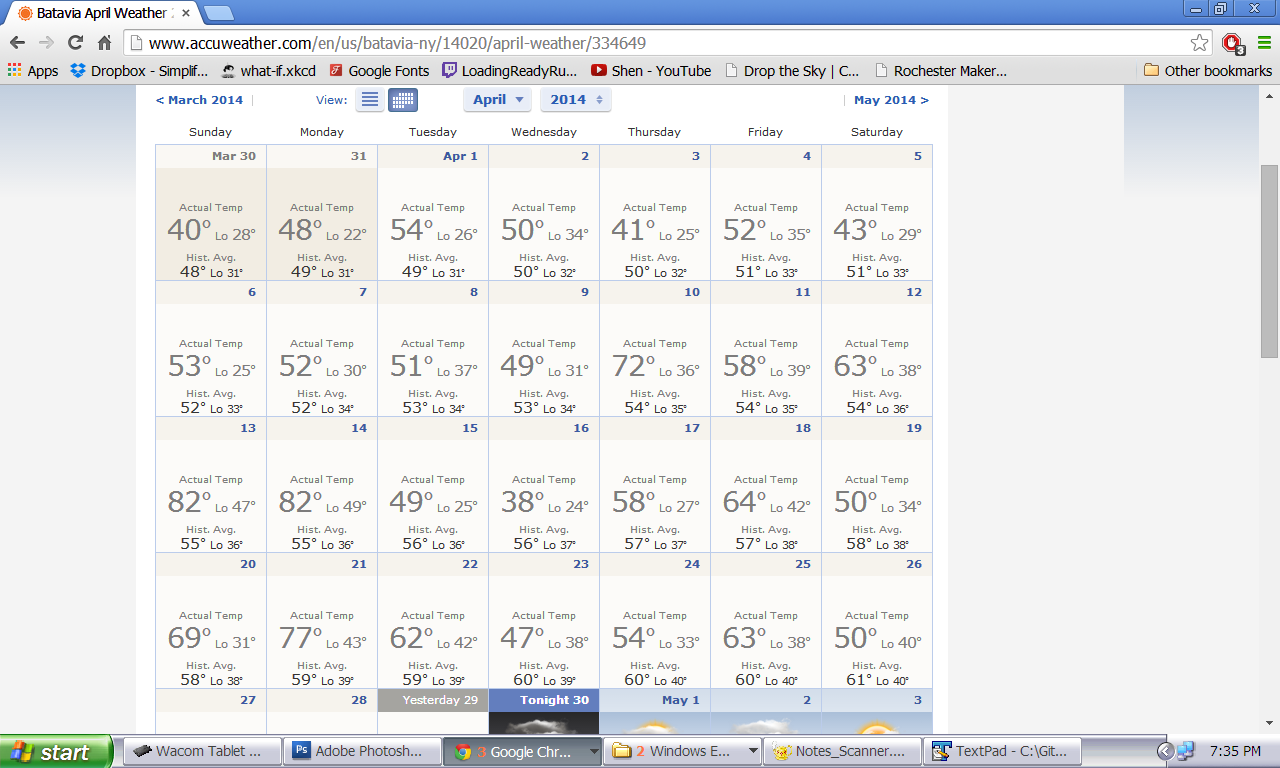 Batavia April Weather
www.accuweather.com/en/us/batavia-ny/14020/april-weather/334649
3
Apps Dropbox - Simplif... what-if.xkcd Google Fonts LoadingReadyRu... Shen - YouTube Drop the Sky | C... Rochester Maker... Other bookmarks
< March 2014 View: April 2014 May 2014 >
Sunday Monday Tuesday Wednesday Thursday Friday Saturday
Mar 30 31 Apr 1 2 3 4 5
Actual Temp Actual Temp Actual Temp Actual Temp Actual Temp Actual Temp Actual Temp
40° Lo 28° 48° Lo 22° 54° Lo 26° 50° Lo 34° 41° Lo 25° 52° Lo 35° 43° Lo 29°
Hist. Avg. Hist. Avg. Hist. Avg. Hist. Avg. Hist. Avg. Hist. Avg. Hist. Avg.
48° Lo 31° 49° Lo 31° 49° Lo 31° 50° Lo 32° 50° Lo 32° 51° Lo 33° 51° Lo 33°
6 7 8 9 10 11 12
Actual Temp Actual Temp Actual Temp Actual Temp Actual Temp Actual Temp Actual Temp
53° Lo 25° 52° Lo 30° 51° Lo 37° 49° Lo 31° 72° Lo 36° 58° Lo 39° 63° Lo 38°
Hist. Avg. Hist. Avg. Hist. Avg. Hist. Avg. Hist. Avg. Hist. Avg. Hist. Avg.
52° Lo 33° 52° Lo 34° 53° Lo 34° 53° Lo 34° 54° Lo 35° 54° Lo 35° 54° Lo 36°
13 14 15 16 17 18 19
Actual Temp Actual Temp Actual Temp Actual Temp Actual Temp Actual Temp Actual Temp
82° Lo 47° 82° Lo 49° 49° Lo 25° 38° Lo 24° 58° Lo 27° 64° Lo 42° 50° Lo 34°
Hist. Avg. Hist. Avg. Hist. Avg. Hist. Avg. Hist. Avg. Hist. Avg. Hist. Avg.
55° Lo 36° 55° Lo 36° 56° Lo 36° 56° Lo 37° 57° Lo 37° 57° Lo 38° 58° Lo 38°
20 21 22 23 24 25 26
Actual Temp Actual Temp Actual Temp Actual Temp Actual Temp Actual Temp Actual Temp
69° Lo 31° 77° Lo 43° 62° Lo 42° 47° Lo 38° 54° Lo 33° 63° Lo 38° 50° Lo 40°
Hist. Avg. Hist. Avg. Hist. Avg. Hist. Avg. Hist. Avg. Hist. Avg. Hist. Avg.
58° Lo 38° 59° Lo 39° 59° Lo 39° 60° Lo 39° 60° Lo 40° 60° Lo 40° 61° Lo 40°
27 28 Yesterday 29 Tonight 30 May 1 2 3
start Wacom Tablet ... Adobe Photosh... 3 Google Chr... 2 Windows E... Notes_Scanner.... TextPad - C:\Git... 7:35 PM